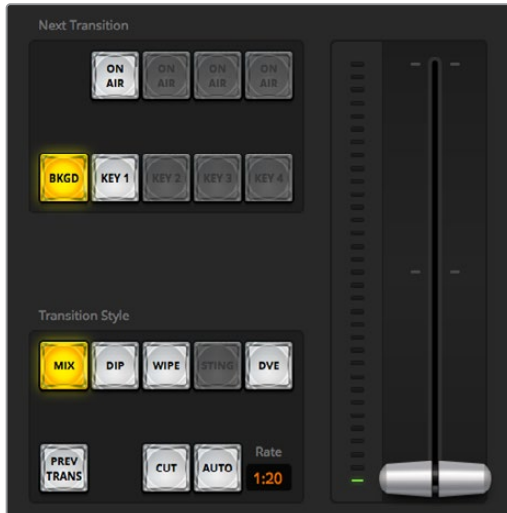 Next Transition
ON AIR
ON AIR
ON AIR
ON AIR
BKGD
KEY 1
KEY 2
KEY 3
KEY 4
Transition Style
MIX
DIP
WIPE
STING
DVE
PREV TRANS
CUT
AUTO
Rate
1:20